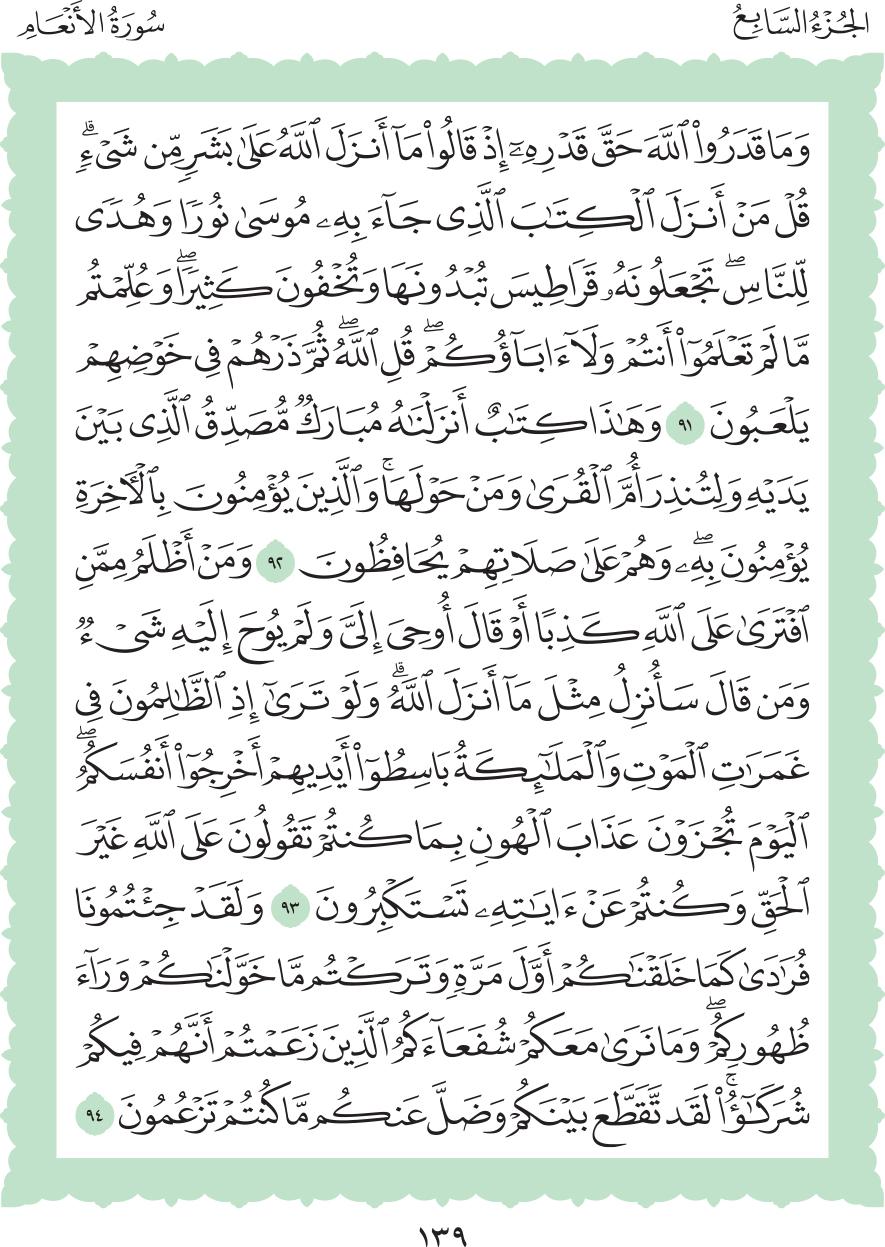 الجُزْءُ السَّابِعُ
سُورَةُ الأَنْعَامِ
وَمَا قَدَرُوا۟ ٱللَّهَ حَقَّ قَدْرِهِۦٓ إِذْ قَالُوا۟ مَآ أَنزَلَ ٱللَّهُ عَلَىٰ بَشَرٍ مِّن شَىْءٍ ۗ
قُلْ مَنْ أَنزَلَ ٱلْكِتَٰبَ ٱلَّذِى جَآءَ بِهِۦ مُوسَىٰ نُورًا وَهُدًى
لِّلنَّاسِ ۖ تَجْعَلُونَهُۥ قَرَاطِيسَ تُبْدُونَهَا وَتُخْفُونَ كَثِيرًا ۖ وَعُلِّمْتُم
مَّا لَمْ تَعْلَمُوٓا۟ أَنتُمْ وَلَآ ءَابَآؤُكُمْ ۖ قُلِ ٱللَّهُ ۖ ثُمَّ ذَرْهُمْ فِى خَوْضِهِمْ
يَلْعَبُونَ ٩١ وَهَٰذَا كِتَٰبٌ أَنزَلْنَٰهُ مُبَارَكٌ مُّصَدِّقُ ٱلَّذِى بَيْنَ
يَدَيْهِ وَلِتُنذِرَ أُمَّ ٱلْقُرَىٰ وَمَنْ حَوْلَهَا ۚ وَٱلَّذِينَ يُؤْمِنُونَ بِٱلْءَاخِرَةِ
يُؤْمِنُونَ بِهِۦ ۖ وَهُمْ عَلَىٰ صَلَاتِهِمْ يُحَافِظُونَ ٩٢ وَمَنْ أَظْلَمُ مِمَّنِ
ٱفْتَرَىٰ عَلَى ٱللَّهِ كَذِبًا أَوْ قَالَ أُوحِىَ إِلَىَّ وَلَمْ يُوحَ إِلَيْهِ شَىْءٌ
وَمَن قَالَ سَأُنزِلُ مِثْلَ مَآ أَنزَلَ ٱللَّهُ ۗ وَلَوْ تَرَىٰٓ إِذِ ٱلظَّٰلِمُونَ فِى
غَمَرَٰتِ ٱلْمَوْتِ وَٱلْمَلَٰٓئِكَةُ بَاسِطُوٓا۟ أَيْدِيهِمْ أَخْرِجُوٓا۟ أَنفُسَكُمُ ۖ
ٱلْيَوْمَ تُجْزَوْنَ عَذَابَ ٱلْهُونِ بِمَا كُنتُمْ تَقُولُونَ عَلَى ٱللَّهِ غَيْرَ
ٱلْحَقِّ وَكُنتُمْ عَنْ ءَايَٰتِهِۦ تَسْتَكْبِرُونَ ٩٣ وَلَقَدْ جِئْتُمُونَا
فُرَٰدَىٰ كَمَا خَلَقْنَٰكُمْ أَوَّلَ مَرَّةٍ وَتَرَكْتُم مَّا خَوَّلْنَٰكُمْ وَرَآءَ
ظُهُورِكُمْ ۖ وَمَا نَرَىٰ مَعَكُمْ شُفَعَآءَكُمُ ٱلَّذِينَ زَعَمْتُمْ أَنَّهُمْ فِيكُمْ
شُرَكَٰٓؤُا۟ ۚ لَقَد تَّقَطَّعَ بَيْنَكُمْ وَضَلَّ عَنكُم مَّا كُنتُمْ تَزْعُمُونَ ٩٤
١٣٩